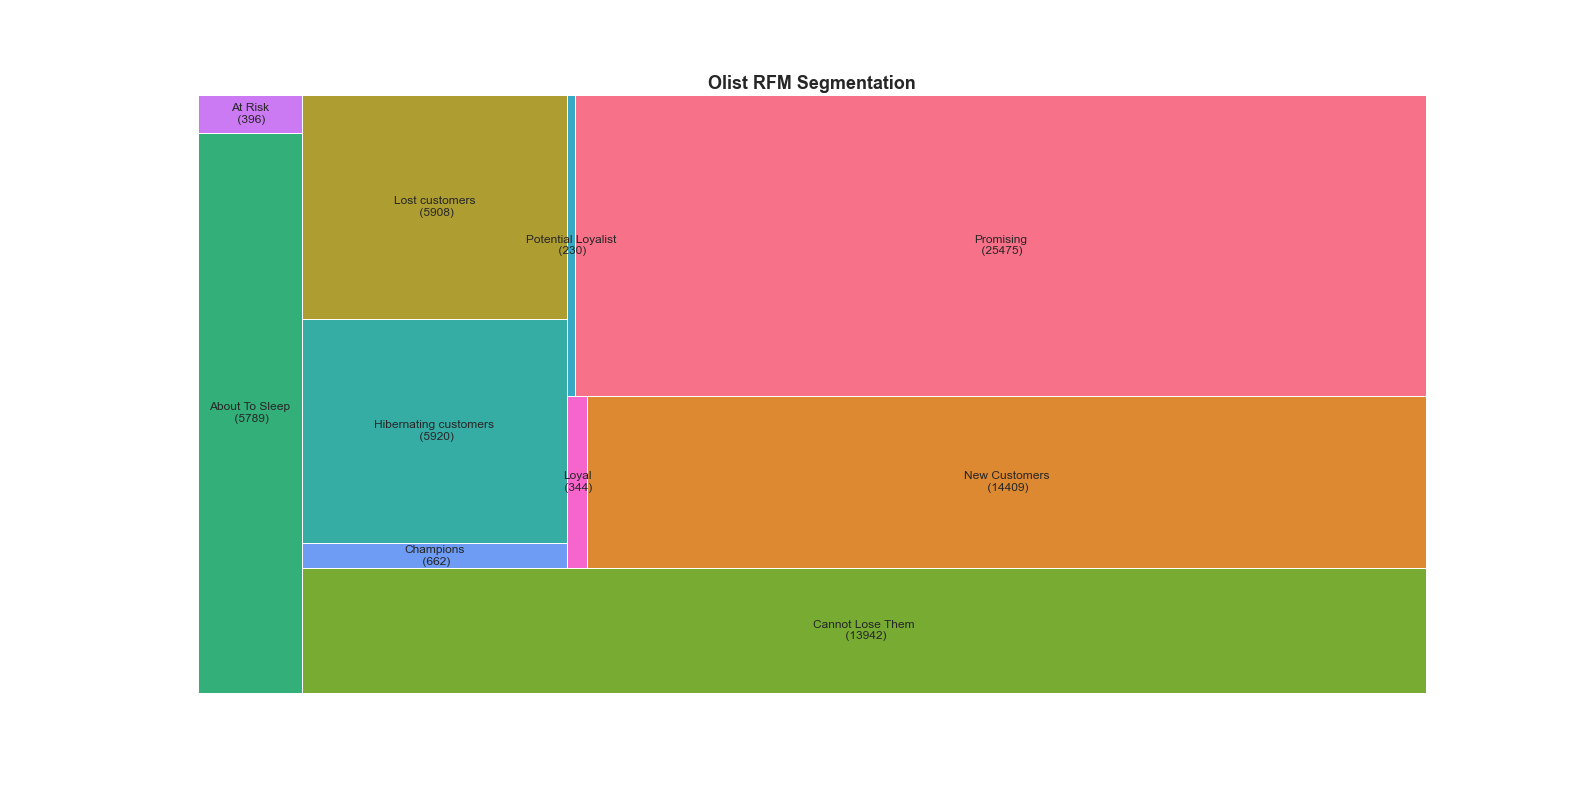 Olist RFM Segmentation
At Risk
(396)
About To Sleep
(5789)
Lost customers
(5908)
Hibernating customers
(5920)
Champions
(662)
Potential Loyalist
(230)
Promising
(25475)
Loyal
(344)
New Customers
(14409)
Cannot Lose Them
(13942)